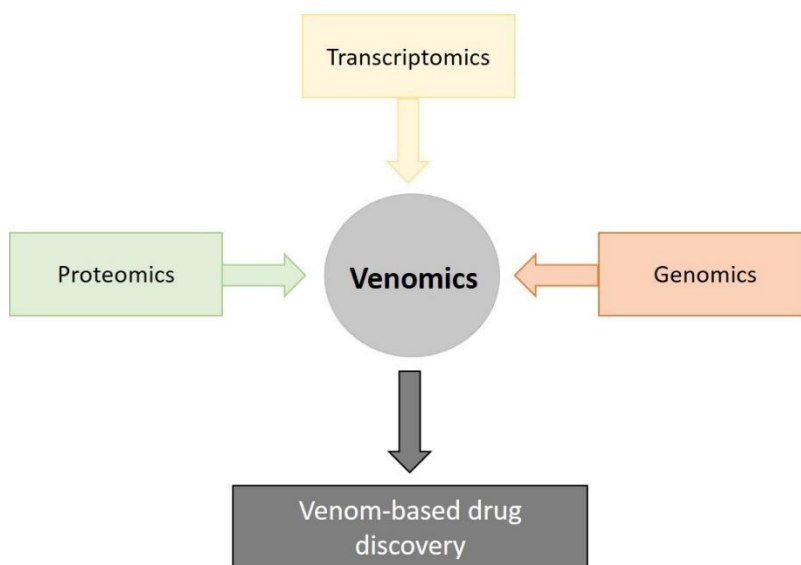 Transcriptomics
Proteomics
Venomics
Genomics
Venom-based drug
discovery